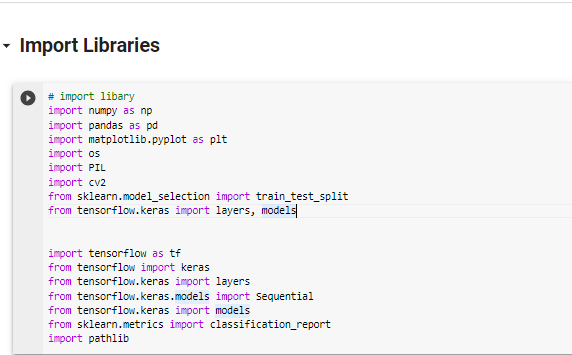 Import Libraries
# import libary
import numpy as np
import pandas as pd
import matplotlib.pyplot as plt
import os
import PIL
import cv2
from sklearn.model_selection import train_test_split
from tensorflow.keras import layers, models
import tensorflow as tf
from tensorflow import keras
from tensorflow.keras import layers
from tensorflow.keras.models import Sequential
from tensorflow.keras import models
from sklearn.metrics import classification_report
import pathlib